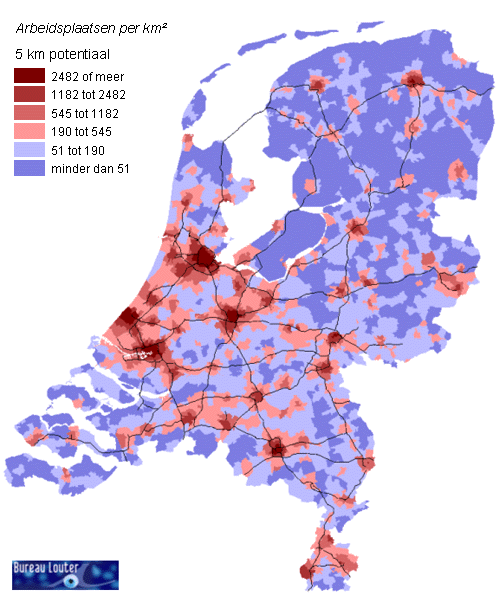 Arbeidsplaatsen per km²
5 km potentiaal
2482 of meer
1182 tot 2482
545 tot 1182
190 tot 545
51 tot 190
minder dan 51
Bureau Louter